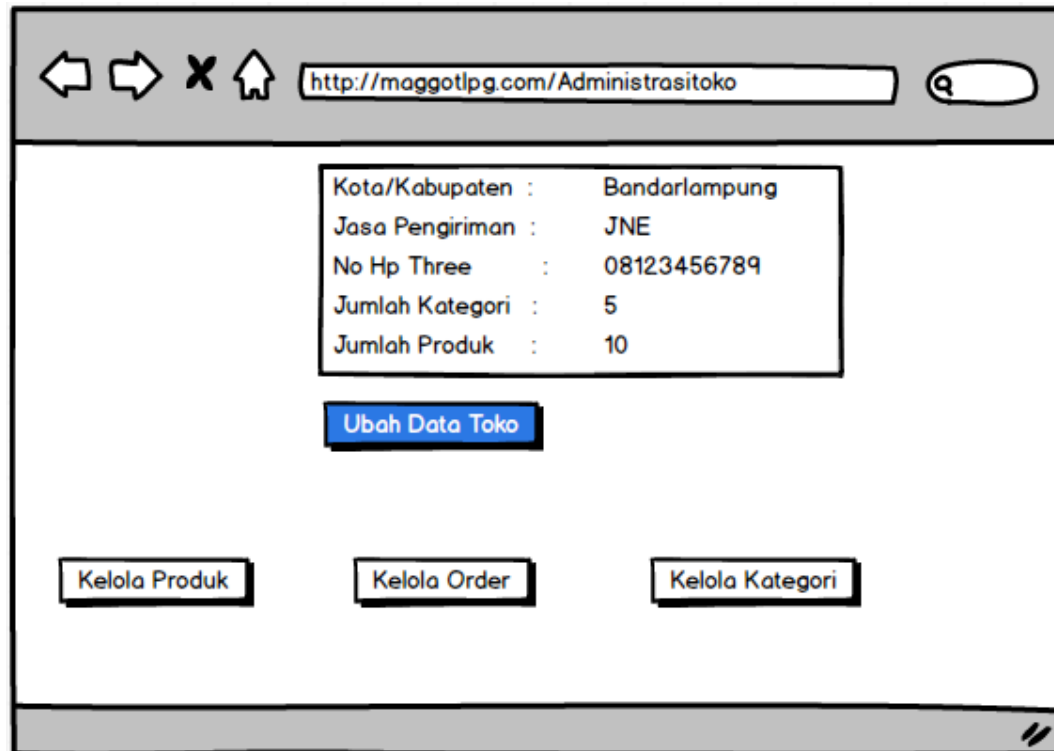 http://maggotlpg.com/Administrasitoko
Kota/Kabupaten : Bandarlampung
Jasa Pengiriman : JNE
No Hp Three : 08123456789
Jumlah Kategori : 5
Jumlah Produk : 10
Ubah Data Toko
Kelola Produk Kelola Order Kelola Kategori